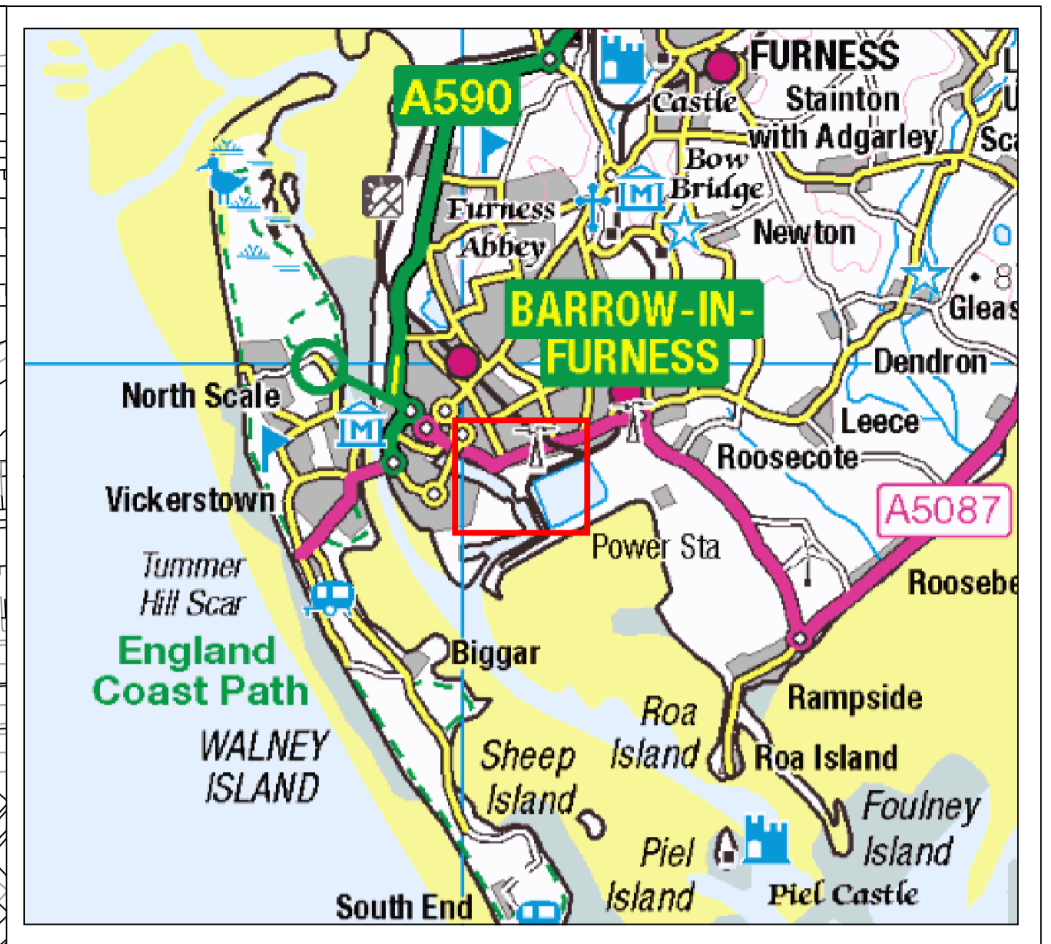 FURNESS
A590
Castle
Stainton
with Adgarley
Bow
Bridge
Furness
Abbey
Newton
BARROW-IN-
FURNESS
Dendron
North Scale
Leece
Roosecote
Vickerstown
A5087
Power Sta
Tummer
Hill Scar
England
Coast Path
Biggar
Rampside
Roa
Island
WALNEY
ISLAND
Sheep
Island
Roa Island
Foulney
Island
Piel
Island
Piel Castle
South End
M
M
8
Gleas
Roosebe